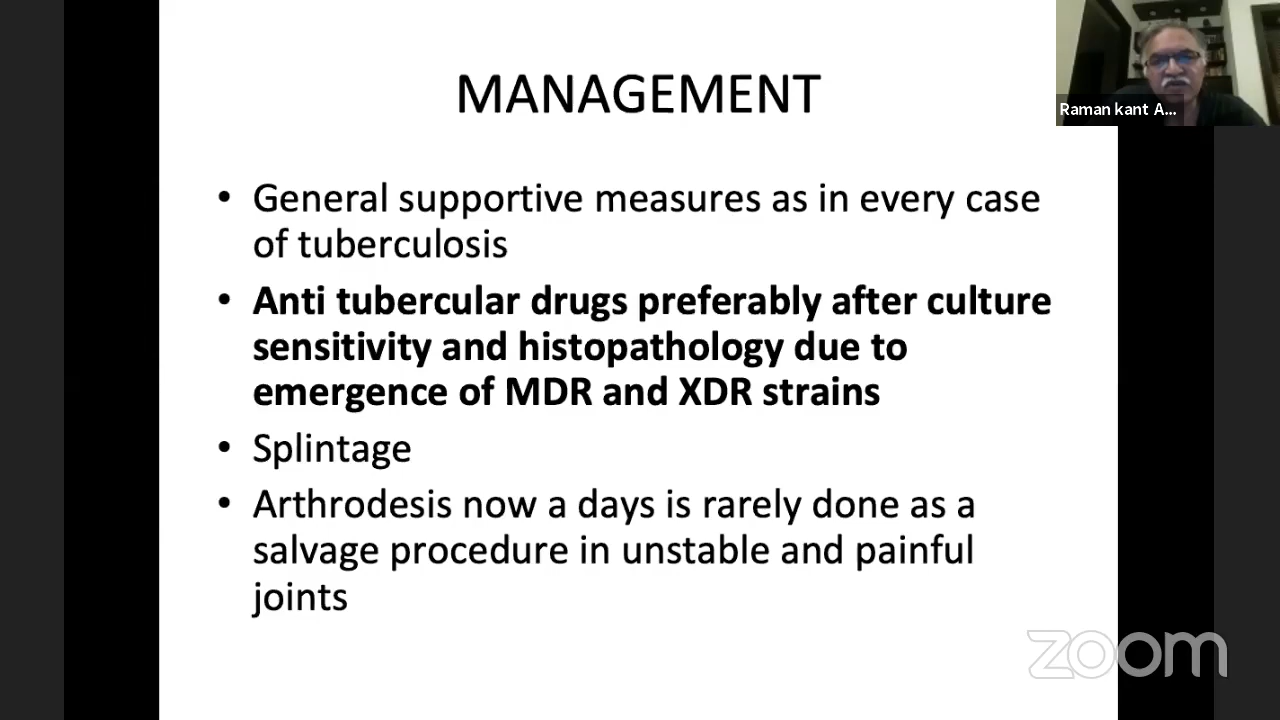 MANAGEMENT
Raman kant A...
• General supportive measures as in every case
of tuberculosis
• Anti tubercular drugs preferably after culture
sensitivity and histopathology due to
emergence of MDR and XDR strains
• Splintage
• Arthrodesis now a days is rarely done as a
salvage procedure in unstable and painful
joints
zoom